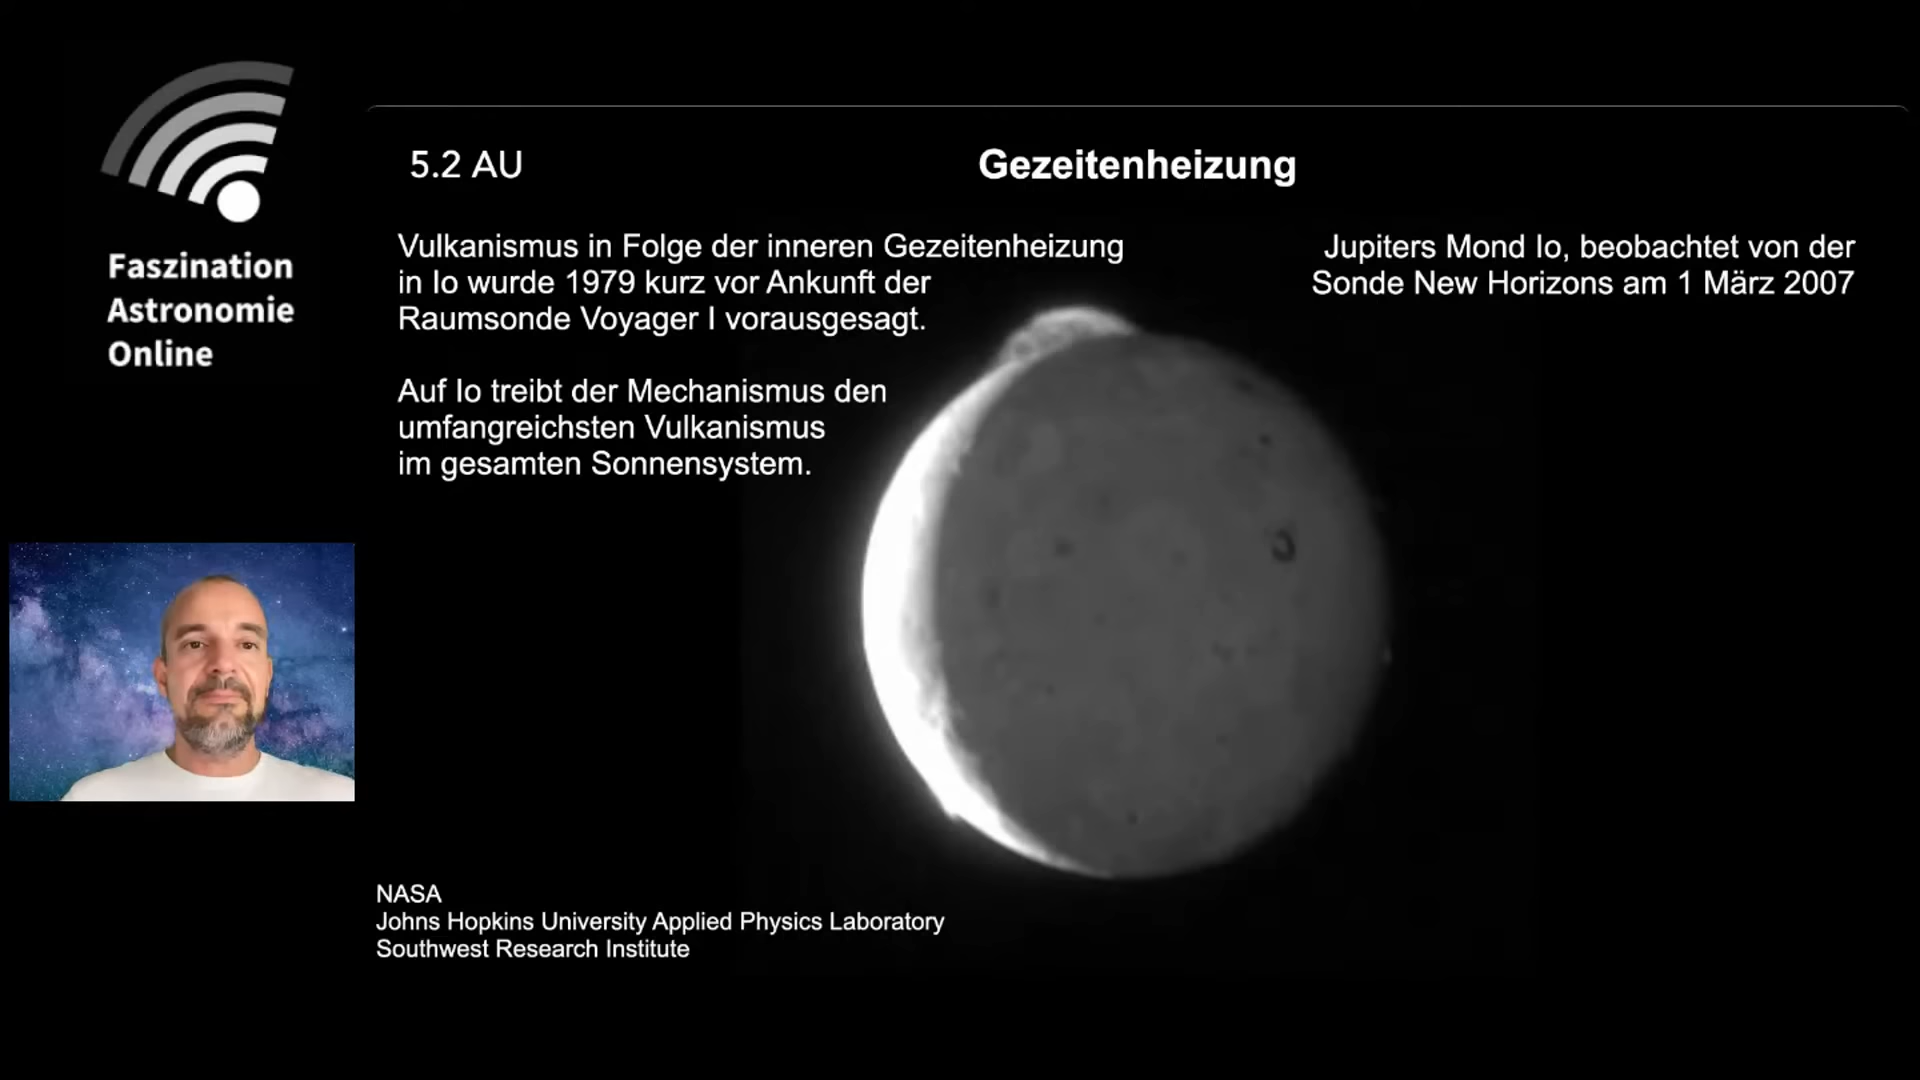 Faszination
Astronomie
Online
5.2 AU
Gezeitenheizung
Vulkanismus in Folge der inneren Gezeitenheizung
in Io wurde 1979 kurz vor Ankunft der
Raumsonde Voyager I vorausgesagt.
Auf Io treibt der Mechanismus den
umfangreichsten Vulkanismus
im gesamten Sonnensystem.
Jupiters Mond Io, beobachtet von der
Sonde New Horizons am 1 März 2007
NASA
Johns Hopkins University Applied Physics Laboratory
Southwest Research Institute